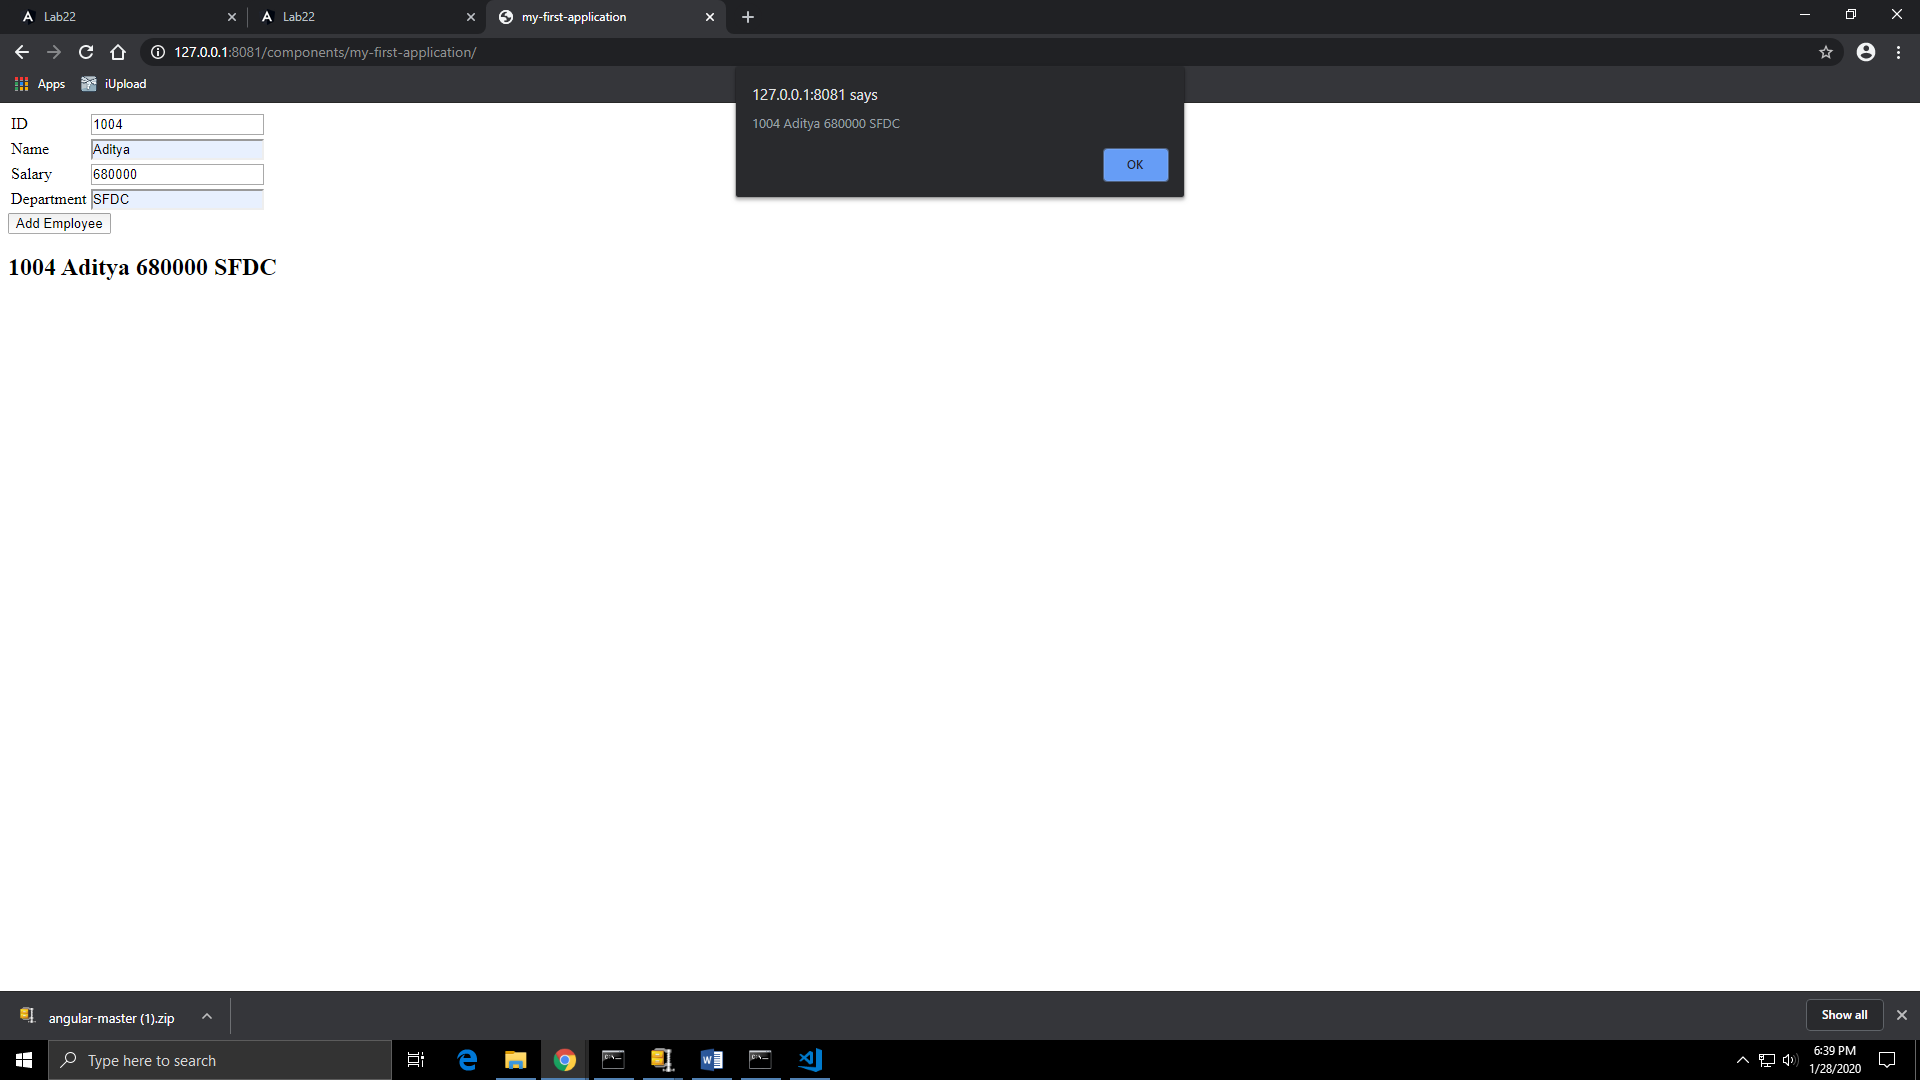 Lab22
Lab22
my-first-application
127.0.0.1:8081/components/my-first-application/
Apps
iUpload
127.0.0.1:8081 says
1004 Aditya 680000 SFDC
OK
ID 1004
Name Aditya
Salary 680000
Department SFDC
Add Employee
1004 Aditya 680000 SFDC
angular-master (1).zip
Show all
Type here to search
6:39 PM
1/28/2020